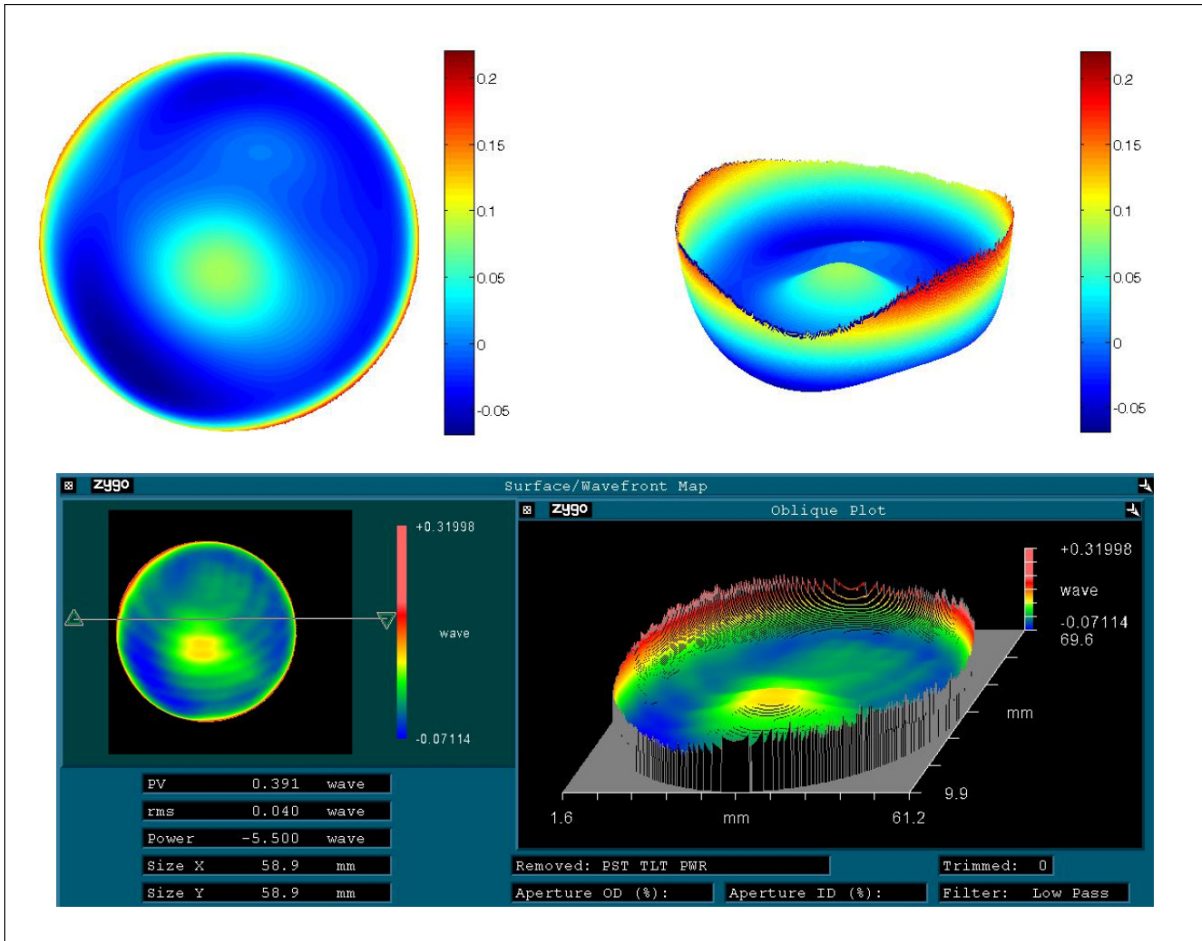 0.2
0.15
0.1
0.05
0
-0.05
0.2
0.15
0.1
0.05
0
-0.05
zygo Surface/Wavefront Map
+0.31998
wave
-0.07114
zygo Oblique Plot
+0.31998
wave
-0.07114
69.6
mm
9.9
1.6 mm 61.2
PV 0.391 wave
rms 0.040 wave
Power -5.500 wave
Size X 58.9 mm
Size Y 58.9 mm
Removed: PST TLT PWR Trimmed: 0
Aperture OD (%): Aperture ID (%): Filter: Low Pass